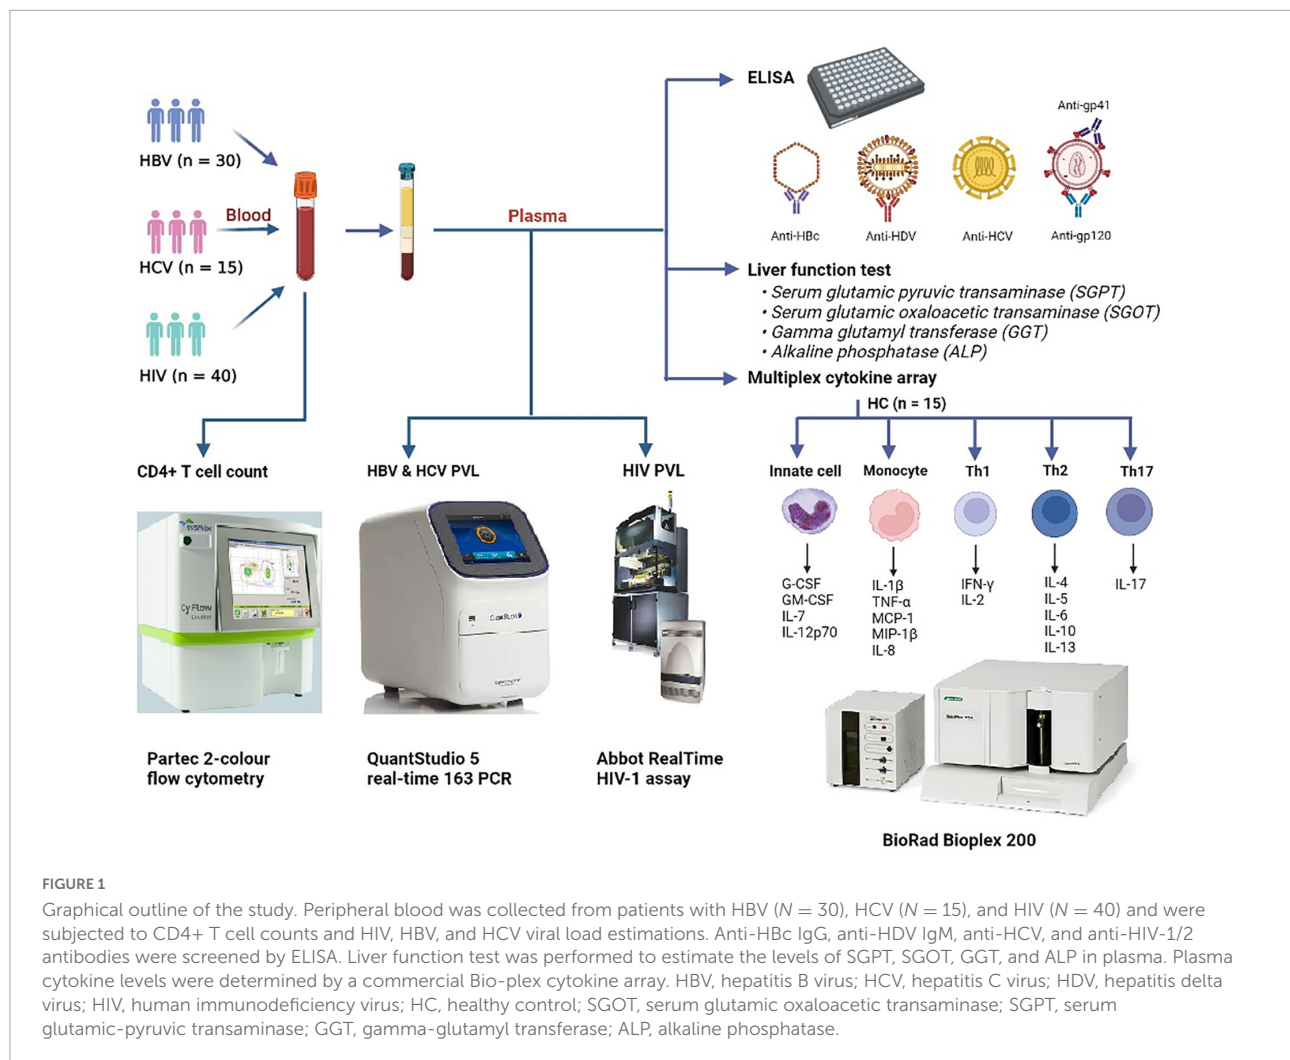 ELISA
Anti-gp41
HBV (n = 30)
Blood
Plasma
HCV (n = 15)
HIV (n = 40)
Anti-HBc
Anti-HDV
Anti-HCV
Anti-gp120
Liver function test
• Serum glutamic pyruvic transaminase (SGPT)
• Serum glutamic oxaloacetic transaminase (SGOT)
• Gamma glutamyl transferase (GGT)
• Alkaline phosphatase (ALP)
Multiplex cytokine array
HC (n = 15)
CD4+ T cell count
HBV & HCV PVL
HIV PVL
Innate cell
Monocyte
Th1
Th2
Th17
G-CSF
GM-CSF
IL-7
IL-12p70
IL-1β
TNF-α
MCP-1
MIP-1β
IL-8
IFN-γ
IL-2
IL-4
IL-5
IL-6
IL-10
IL-13
IL-17
sysmex
CyFlow
Counter
QuantStudio 5
Partec 2-colour
flow cytometry
QuantStudio 5
real-time 163 PCR
Abbot RealTime
HIV-1 assay
BioRad Bioplex 200
FIGURE 1
Graphical outline of the study. Peripheral blood was collected from patients with HBV (N = 30), HCV (N = 15), and HIV (N = 40) and were
subjected to CD4+ T cell counts and HIV, HBV, and HCV viral load estimations. Anti-HBc IgG, anti-HDV IgM, anti-HCV, and anti-HIV-1/2
antibodies were screened by ELISA. Liver function test was performed to estimate the levels of SGPT, SGOT, GGT, and ALP in plasma. Plasma
cytokine levels were determined by a commercial Bio-plex cytokine array. HBV, hepatitis B virus; HCV, hepatitis C virus; HDV, hepatitis delta
virus; HIV, human immunodeficiency virus; HC, healthy control; SGOT, serum glutamic oxaloacetic transaminase; SGPT, serum
glutamic-pyruvic transaminase; GGT, gamma-glutamyl transferase; ALP, alkaline phosphatase.